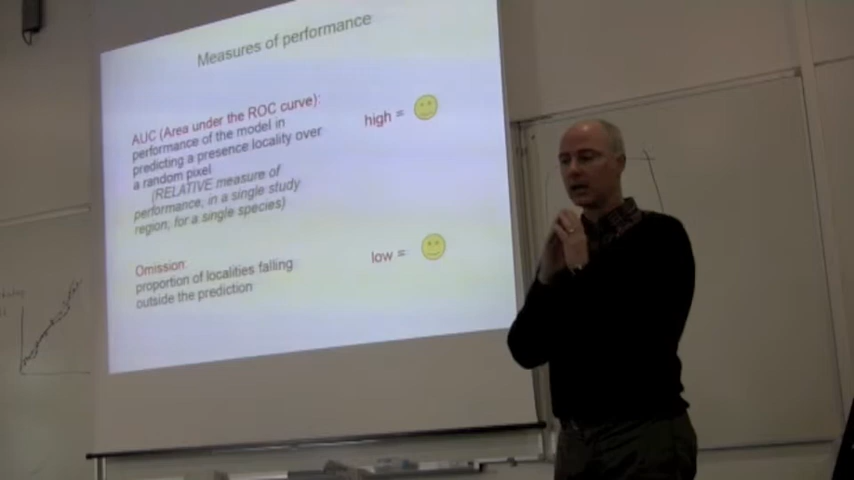 Measures of performance
AUC (Area under the ROC curve):
performance of the model in
predicting a presence locality over
a random pixel
(RELATIVE measure of
performance, in a single study
region, for a single species)
high =
Omission:
proportion of localities falling
outside the prediction
low =